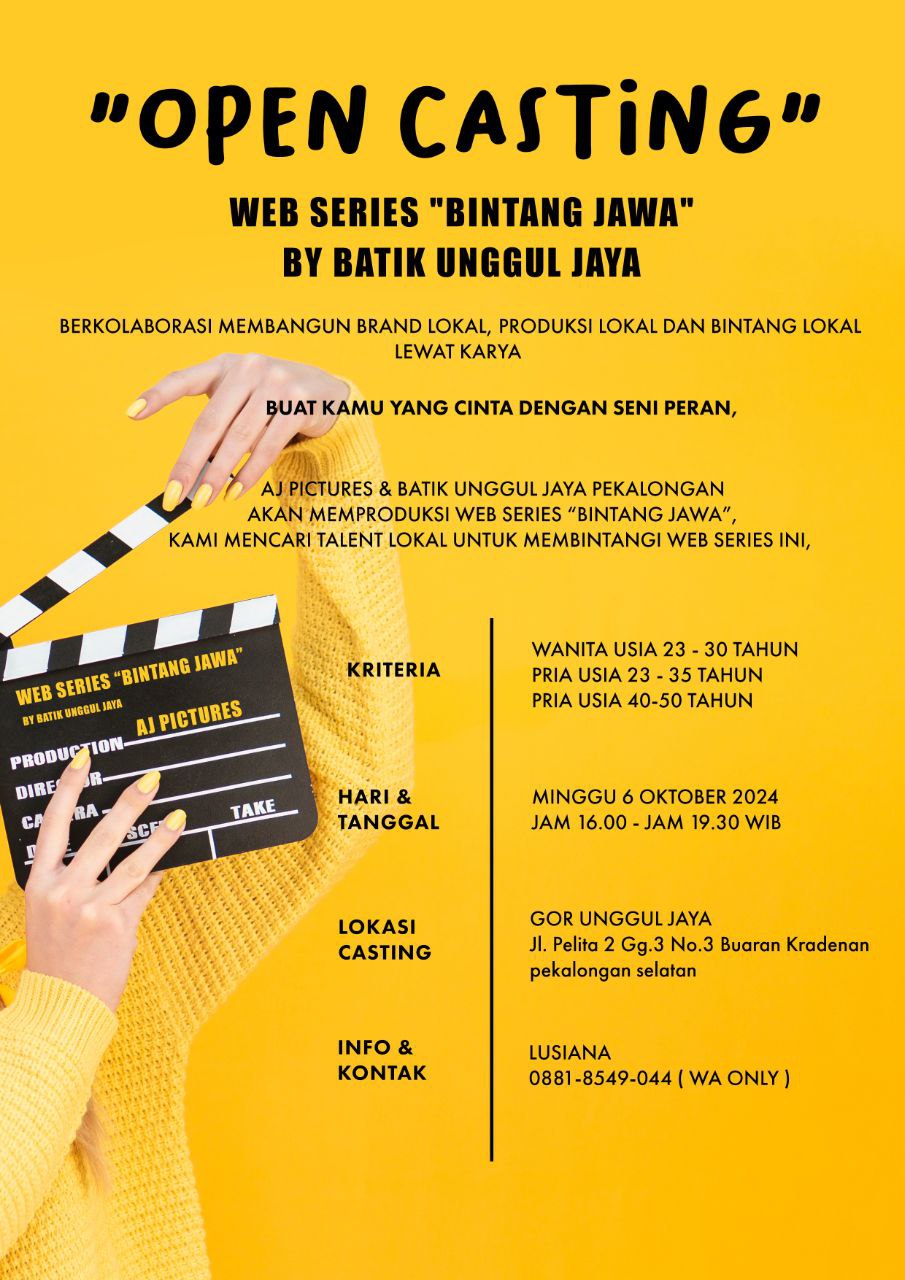 "OPEN CASTiNG"
WEB SERIES "BINTANG JAWA"
BY BATIK UNGGUL JAYA
BERKOLABORASI MEMBANGUN BRAND LOKAL, PRODUKSI LOKAL DAN BINTANG LOKAL
LEWAT KARYA
BUAT KAMU YANG CINTA DENGAN SENI PERAN,
AJ PICTURES & BATIK UNGGUL JAYA PEKALONGAN
AKAN MEMPRODUKSI WEB SERIES “BINTANG JAWA”,
KAMI MENCARI TALENT LOKAL UNTUK MEMBINTANGI WEB SERIES INI,
WEB SERIES “BINTANG JAWA”
BY BATIK UNGGUL JAYA
AJ PICTURES
PRODUCTION
TAKE
KRITERIA
WANITA USIA 23 - 30 TAHUN
PRIA USIA 23 - 35 TAHUN
PRIA USIA 40-50 TAHUN
HARI &
TANGGAL
MINGGU 6 OKTOBER 2024
JAM 16.00 - JAM 19.30 WIB
LOKASI
CASTING
GOR UNGGUL JAYA
Jl. Pelita 2 Gg.3 No.3 Buaran Kradenan
pekalongan selatan
INFO &
KONTAK
LUSIANA
0881-8549-044 ( WA ONLY )